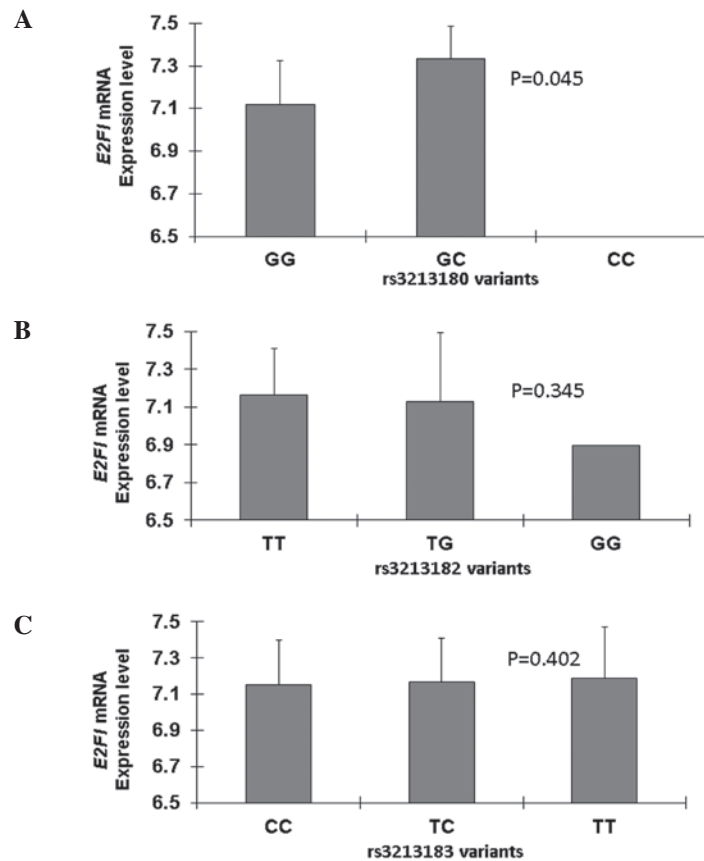 A
E2F1 mRNA
Expression level
7.5
7.3
7.1
6.9
6.7
6.5
P=0.045
GG GC CC
rs3213180 variants
B
E2F1 mRNA
Expression level
7.5
7.3
7.1
6.9
6.7
6.5
P=0.345
TT TG GG
rs3213182 variants
C
E2F1 mRNA
Expression level
7.5
7.3
7.1
6.9
6.7
6.5
P=0.402
CC TC TT
rs3213183 variants